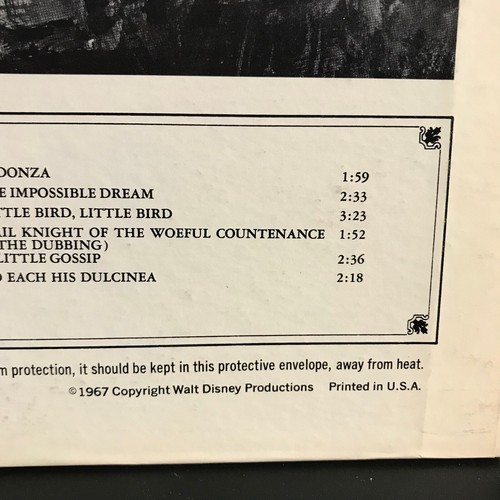 DONZA 1:59
E IMPOSSIBLE DREAM 2:33
TTLE BIRD, LITTLE BIRD 3:23
AIL KNIGHT OF THE WOEFUL COUNTENANCE 1:52
THE DUBBING)
LITTLE GOSSIP 2:36
O EACH HIS DULCINEA 2:18
m protection, it should be kept in this protective envelope, away from heat.
©1967 Copyright Walt Disney Productions Printed in U.S.A.